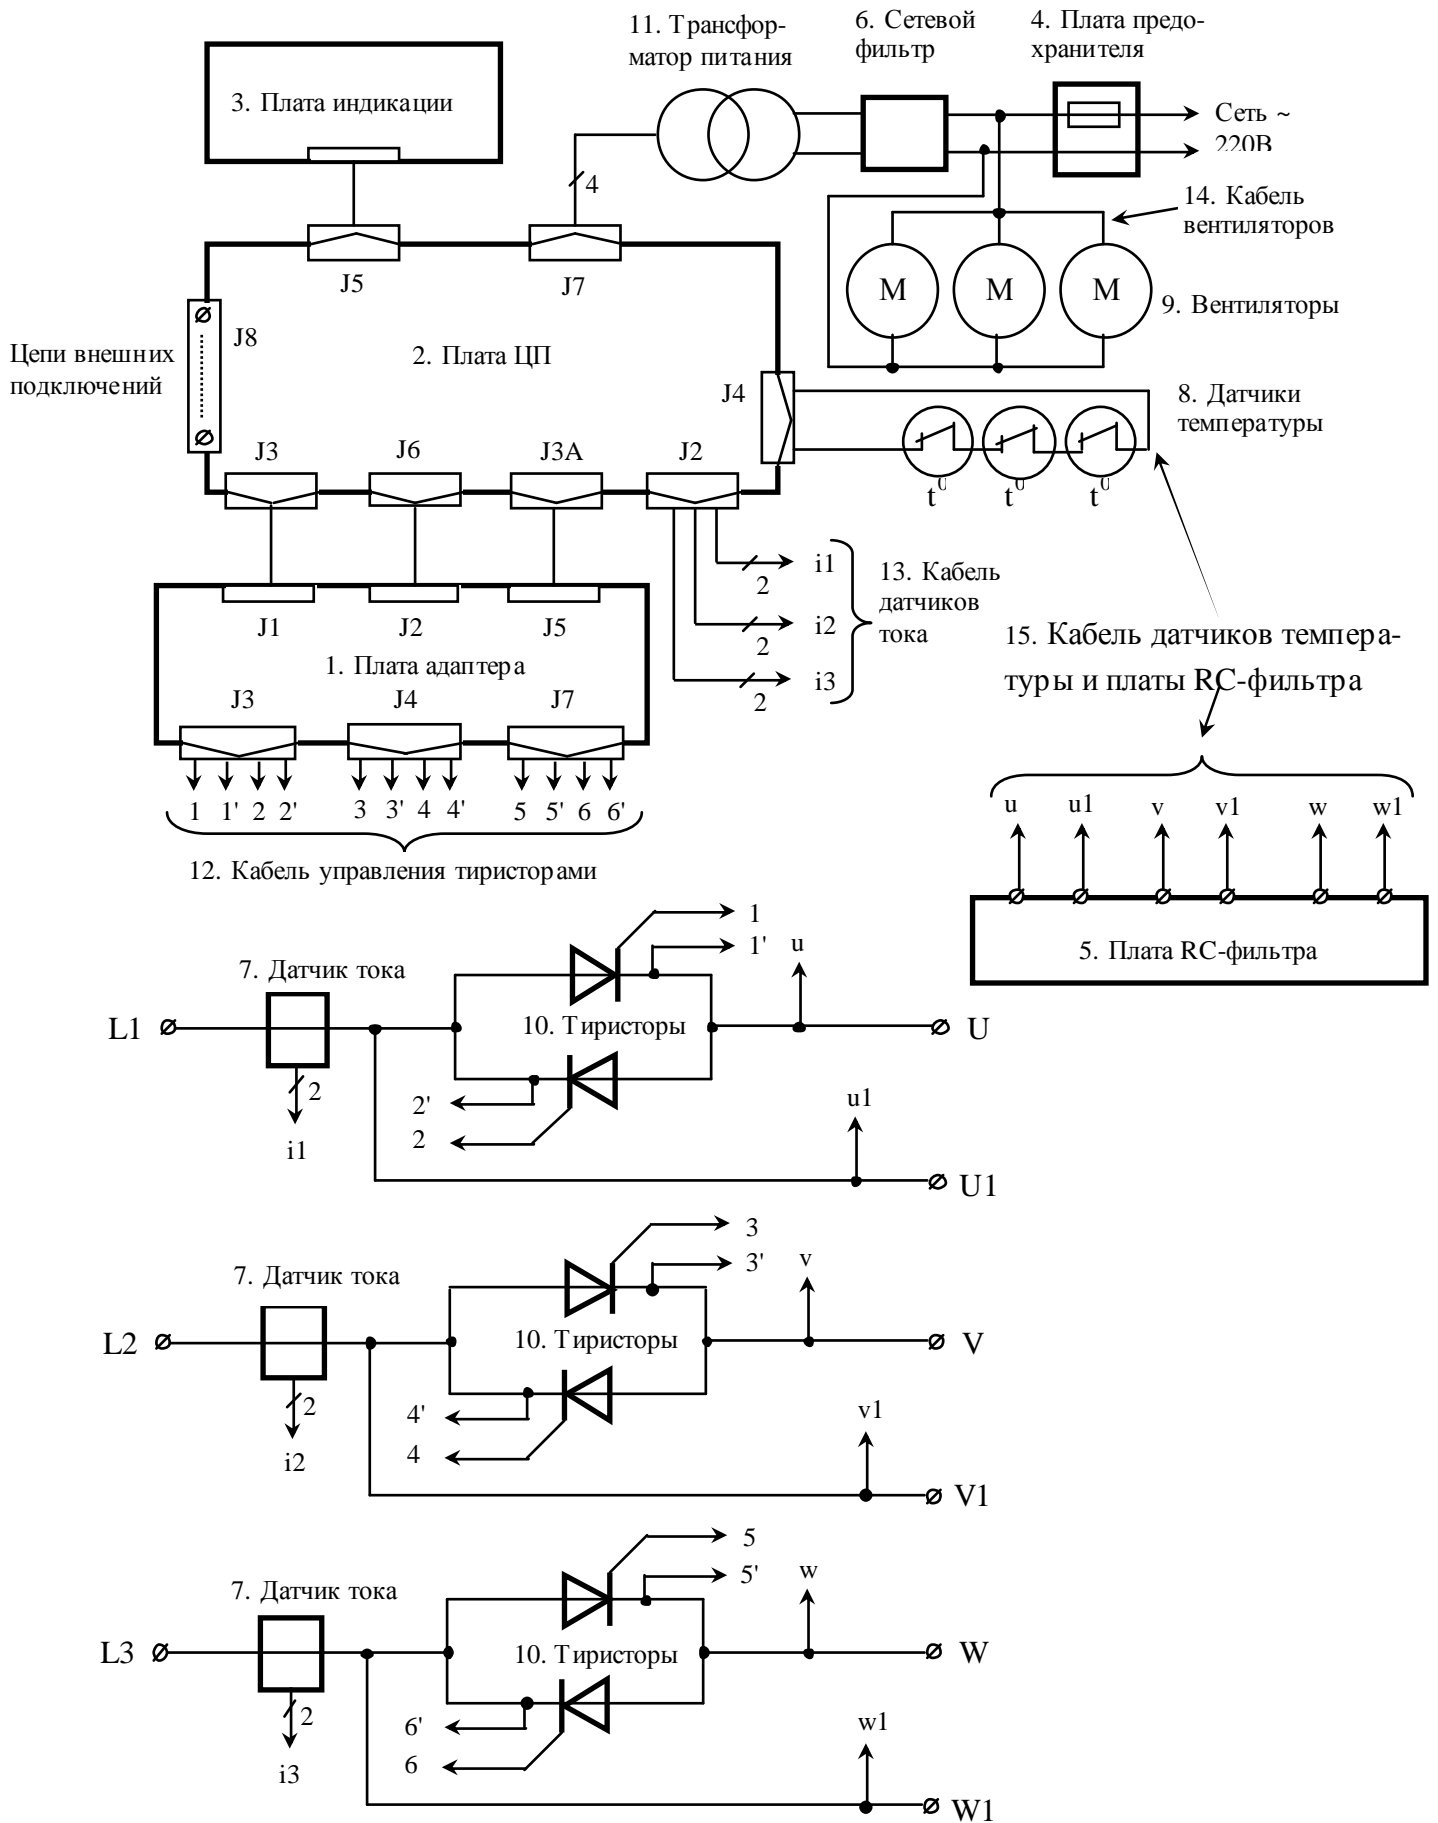 11. Трансфор-
матор питания
6. Сетевой
фильтр
4. Плата предо-
хранителя
3. Плата индикации
Сеть ~
220В
4
14. Кабель
вентиляторов
J5
J7
M
M
M
9. Вентиляторы
J8
Цепи внешних
подключений
2. Плата ЦП
J4
8. Датчики
температуры
J3
J6
J3A
J2
t⁰
t⁰
t⁰
i1
2
13. Кабель
датчиков
тока
i2
2
i3
2
J1
J2
J5
1. Плата адаптера
15. Кабель датчиков темпера-
туры и платы RC-фильтра
J3
J4
J7
1 1' 2 2' 3 3' 4 4' 5 5' 6 6'
12. Кабель управления тиристорами
u u1 v v1 w w1
5. Плата RC-фильтра
1
1'
u
7. Датчик тока
L1
10. Тиристоры
U
2
2'
2
i1
u1
U1
3
3'
v
7. Датчик тока
L2
10. Тиристоры
V
2
4'
4
i2
v1
V1
5
5'
w
7. Датчик тока
L3
10. Тиристоры
W
2
6'
6
i3
w1
W1